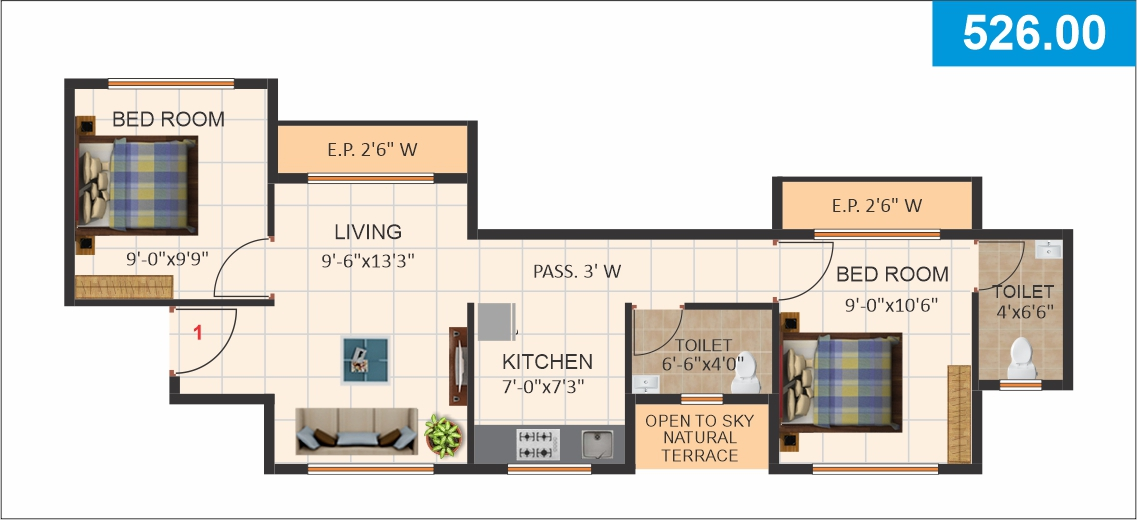 526.00
BED ROOM
9'-0"x9'9"
E.P. 2'6" W
LIVING
9'-6"x13'3"
1
PASS. 3' W
KITCHEN
7'-0"x7'3"
TOILET
6'-6"x4'0"
OPEN TO SKY
NATURAL
TERRACE
E.P. 2'6" W
BED ROOM
9'-0"x10'6"
TOILET
4'x6'6"